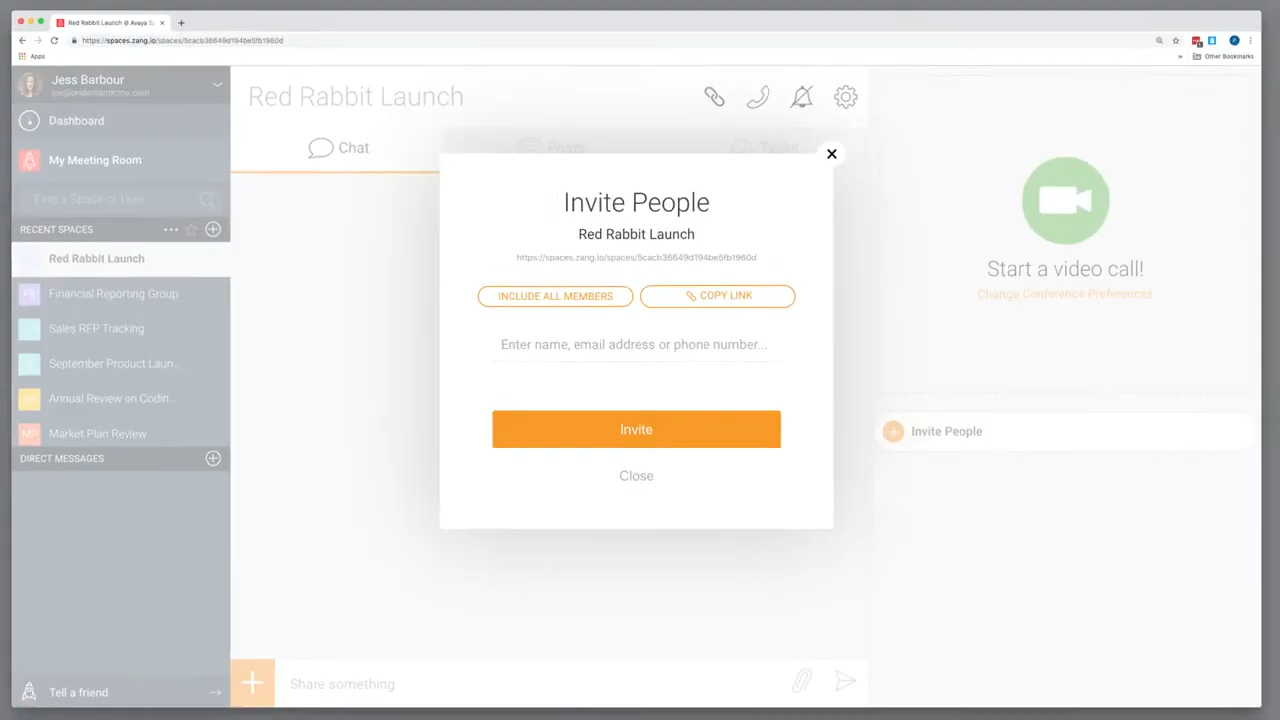 Red Rabbit Launch @ Avaya
https://spaces.zang.io/spaces/5cacb36649d194be5fb1960d
Apps
Other Bookmarks
Jess Barbour
Dashboard
My Meeting Room
Find a Space or User
RECENT SPACES
Red Rabbit Launch
Financial Reporting Group
Sales RFP Tracking
September Product Laun...
Annual Review on Codin...
MP
Market Plan Review
DIRECT MESSAGES
Tell a friend
Red Rabbit Launch
Chat
Posts
Tasks
Invite People
Red Rabbit Launch
https://spaces.zang.io/spaces/5cacb36649d194be5fb1960d
INCLUDE ALL MEMBERS
COPY LINK
Enter name, email address or phone number...
Invite
Close
Share something
Start a video call!
Change Conference Preferences
Invite People